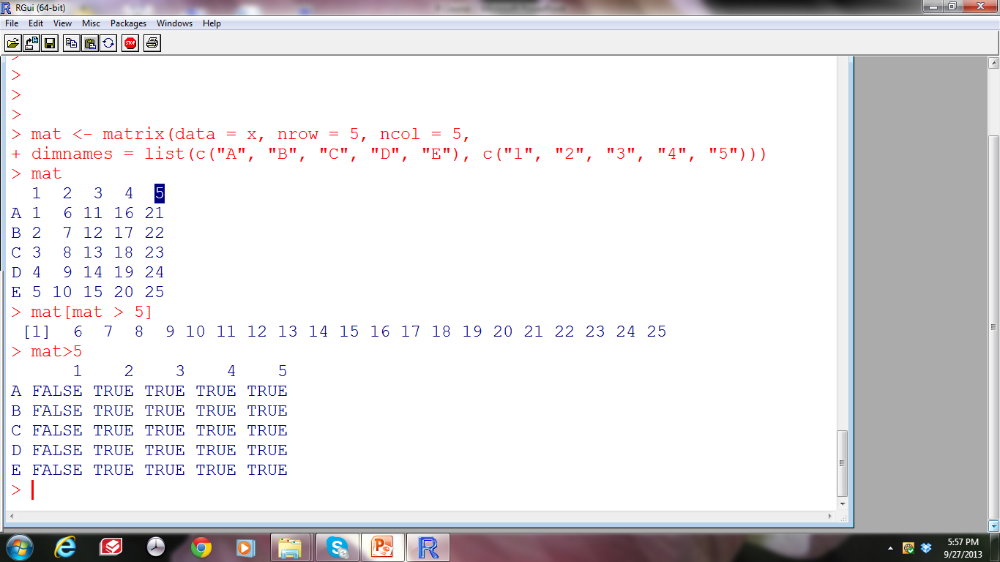 RGui (64-bit)
File Edit View Misc Packages Windows Help
STOP
>
>
>
>
> mat <- matrix(data = x, nrow = 5, ncol = 5,
+ dimnames = list(c("A", "B", "C", "D", "E"), c("1", "2", "3", "4", "5")))
> mat
  1  2  3  4  5
A 1  6 11 16 21
B 2  7 12 17 22
C 3  8 13 18 23
D 4  9 14 19 24
E 5 10 15 20 25
> mat[mat > 5]
 [1]  6  7  8  9 10 11 12 13 14 15 16 17 18 19 20 21 22 23 24 25
> mat>5
      1    2    3    4    5
A FALSE TRUE TRUE TRUE TRUE
B FALSE TRUE TRUE TRUE TRUE
C FALSE TRUE TRUE TRUE TRUE
D FALSE TRUE TRUE TRUE TRUE
E FALSE TRUE TRUE TRUE TRUE
>
5:57 PM
9/27/2013